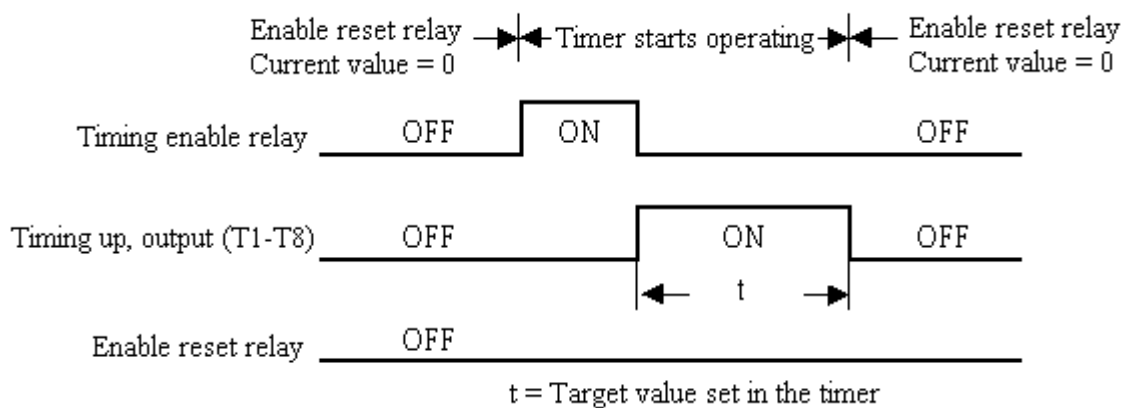 Enable reset relay
Current value = 0
Timer starts operating
Enable reset relay
Current value = 0
Timing enable relay
OFF
ON
OFF
Timing up, output (T1-T8)
OFF
ON
OFF
t
Enable reset relay
OFF
t = Target value set in the timer